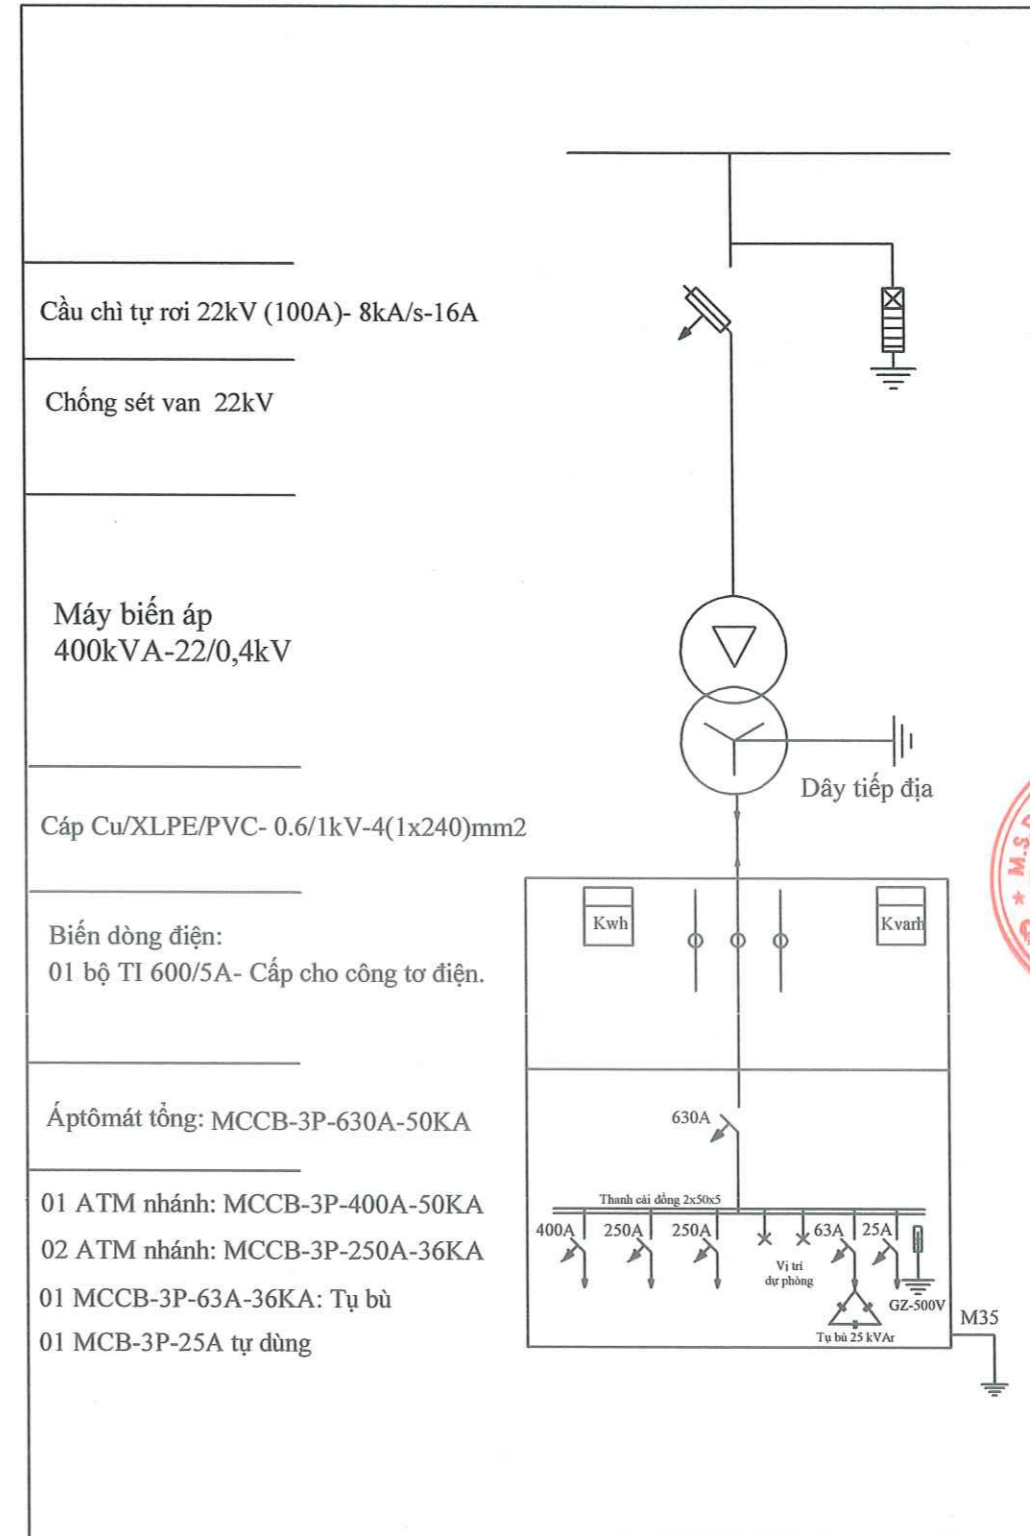 Cầu chì tự rơi 22kV (100A)- 8kA/s-16A
Chống sét van 22kV
Máy biến áp
400kVA-22/0,4kV
Dây tiếp địa
Cáp Cu/XLPE/PVC- 0.6/1kV-4(1x240)mm2
M.S.D
Kwh
Kvarh
Biến dòng điện:
01 bộ TI 600/5A- Cấp cho công tơ điện.
Áptômát tổng: MCCB-3P-630A-50KA
630A
01 ATM nhánh: MCCB-3P-400A-50KA
02 ATM nhánh: MCCB-3P-250A-36KA
01 MCCB-3P-63A-36KA: Tụ bù
01 MCB-3P-25A tự dùng
Thanh cái đồng 2x50x5
400A 250A 250A 63A 25A
Vị trí
dự phòng
GZ-500V
Tụ bù 25 kVAr
M35